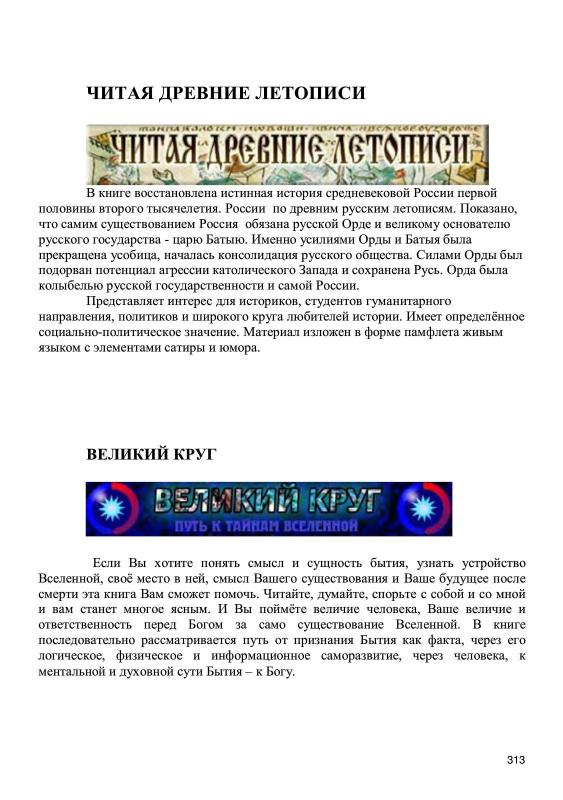 ЧИТАЯ ДРЕВНИЕ ЛЕТОПИСИ
ЧИТАЯ ДРЕВНИЕ ЛЕТОПИСИ
В книге восстановлена истинная история средневековой России первой
половины второго тысячелетия. России по древним русским летописям. Показано,
что самим существованием Россия обязана русской Орде и великому основателю
русского государства - царю Батыю. Именно усилиями Орды и Батыя была
прекращена усобица, началась консолидация русского общества. Силами Орды был
подорван потенциал агрессии католического Запада и сохранена Русь. Орда была
колыбелью русской государственности и самой России.
Представляет интерес для историков, студентов гуманитарного
направления, политиков и широкого круга любителей истории. Имеет определённое
социально-политическое значение. Материал изложен в форме памфлета живым
языком с элементами сатиры и юмора.
ВЕЛИКИЙ КРУГ
ВЕЛИКИЙ КРУГ
ПУТЬ К ТАЙНАМ ВСЕЛЕННОЙ
Если Вы хотите понять смысл и сущность бытия, узнать устройство
Вселенной, своё место в ней, смысл Вашего существования и Ваше будущее после
смерти эта книга Вам сможет помочь. Читайте, думайте, спорьте с собой и со мной
и вам станет многое ясным. И Вы поймёте величие человека, Ваше величие и
ответственность перед Богом за само существование Вселенной. В книге
последовательно рассматривается путь от признания Бытия как факта, через его
логическое, физическое и информационное саморазвитие, через человека, к
ментальной и духовной сути Бытия – к Богу.
313